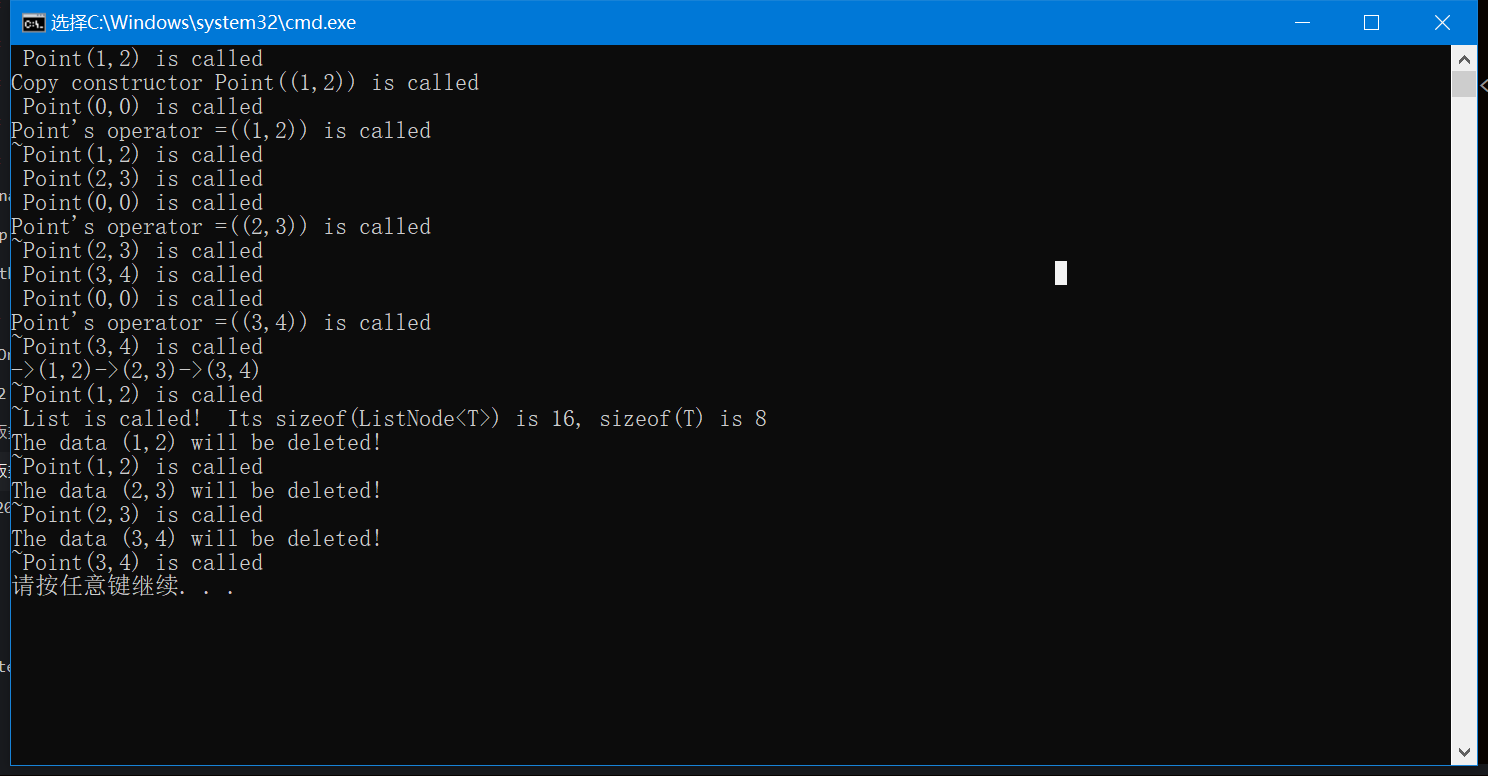 选择C:\Windows\system32\cmd.exe
Point(1,2) is called
Copy constructor Point((1,2)) is called
Point(0,0) is called
Point's operator =((1,2)) is called
~Point(1,2) is called
Point(2,3) is called
Point(0,0) is called
Point's operator =((2,3)) is called
~Point(2,3) is called
Point(3,4) is called
Point(0,0) is called
Point's operator =((3,4)) is called
~Point(3,4) is called
->(1,2)->(2,3)->(3,4)
~Point(1,2) is called
~List is called!  Its sizeof(ListNode<T>) is 16, sizeof(T) is 8
The data (1,2) will be deleted!
~Point(1,2) is called
The data (2,3) will be deleted!
~Point(2,3) is called
The data (3,4) will be deleted!
~Point(3,4) is called
请按任意键继续. . .